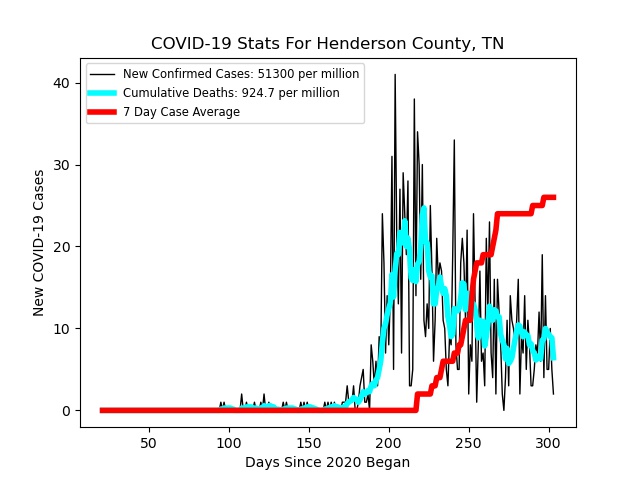 COVID-19 Stats For Henderson County, TN
New Confirmed Cases: 51300 per million
Cumulative Deaths: 924.7 per million
7 Day Case Average
New COVID-19 Cases
40
30
20
10
0
50 100 150 200 250 300
Days Since 2020 Began